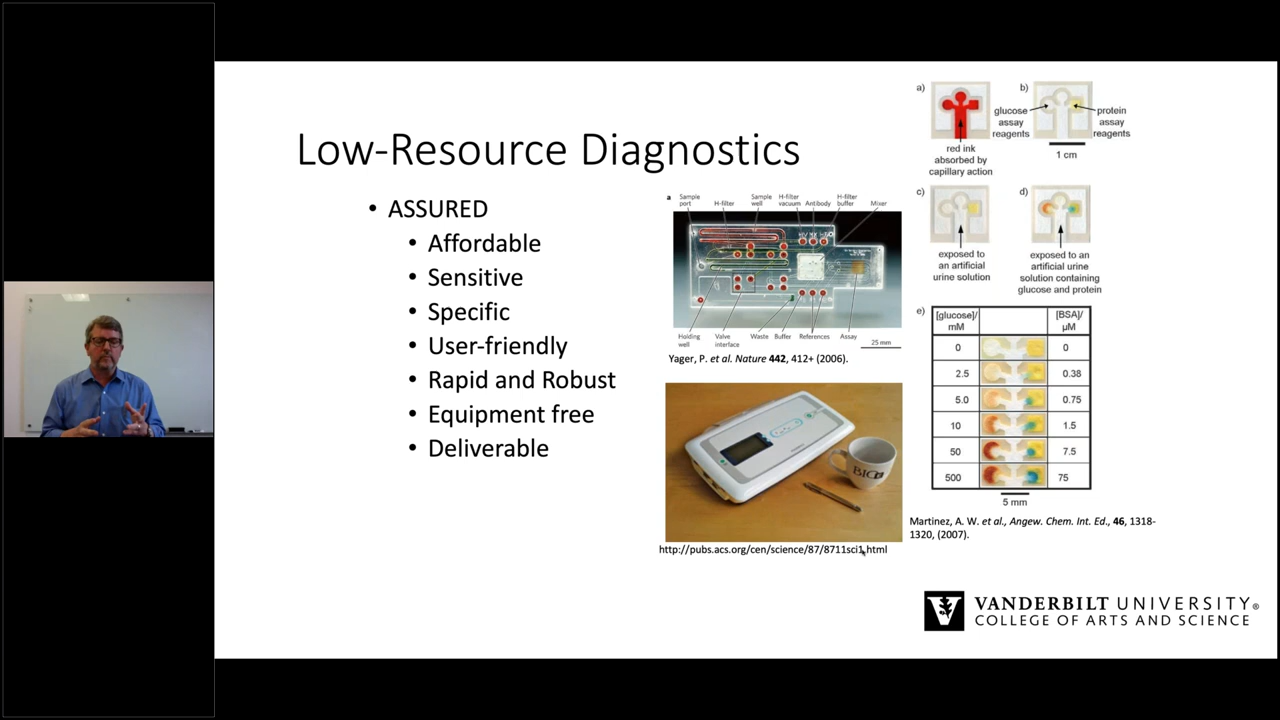 Low-Resource Diagnostics
• ASSURED
• Affordable
• Sensitive
• Specific
• User-friendly
• Rapid and Robust
• Equipment free
• Deliverable
a
Sample port
H-filter
Sample well
H-filter vacuum
Antibody
H-filter buffer
Mixer
Holding well
Valve interface
Waste
Buffer
References
Assay
25 mm
Yager, P. et al. Nature 442, 412+ (2006).
http://pubs.acs.org/cen/science/87/8711sci1.html
a)
red ink
absorbed by
capillary action
b)
glucose
assay
reagents
protein
assay
reagents
1 cm
c)
exposed to
an artificial
urine solution
d)
exposed to an
artificial urine
solution containing
glucose and protein
e)
[glucose]/ mM
[BSA]/ µM
0 0
2.5 0.38
5.0 0.75
10 1.5
50 7.5
500 75
5 mm
Martinez, A. W. et al., Angew. Chem. Int. Ed., 46, 1318-
1320, (2007).
V
VANDERBILT UNIVERSITY®
COLLEGE OF ARTS AND SCIENCE